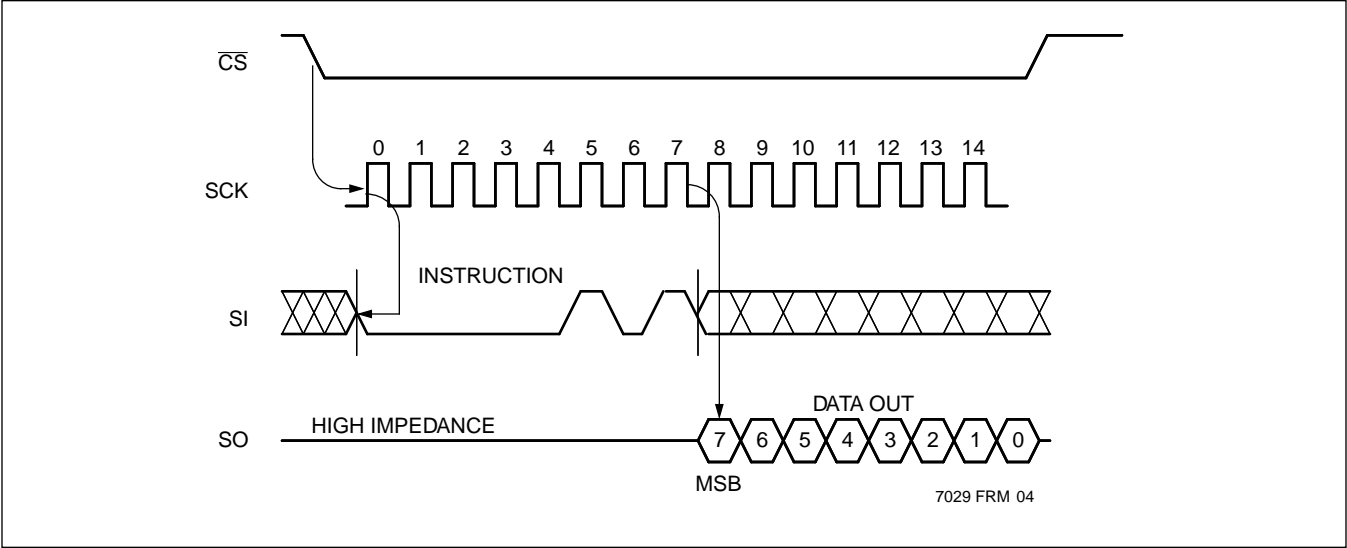 CS
0 1 2 3 4 5 6 7 8 9 10 11 12 13 14
SCK
INSTRUCTION
SI
DATA OUT
HIGH IMPEDANCE
SO
7 6 5 4 3 2 1 0
MSB
7029 FRM 04